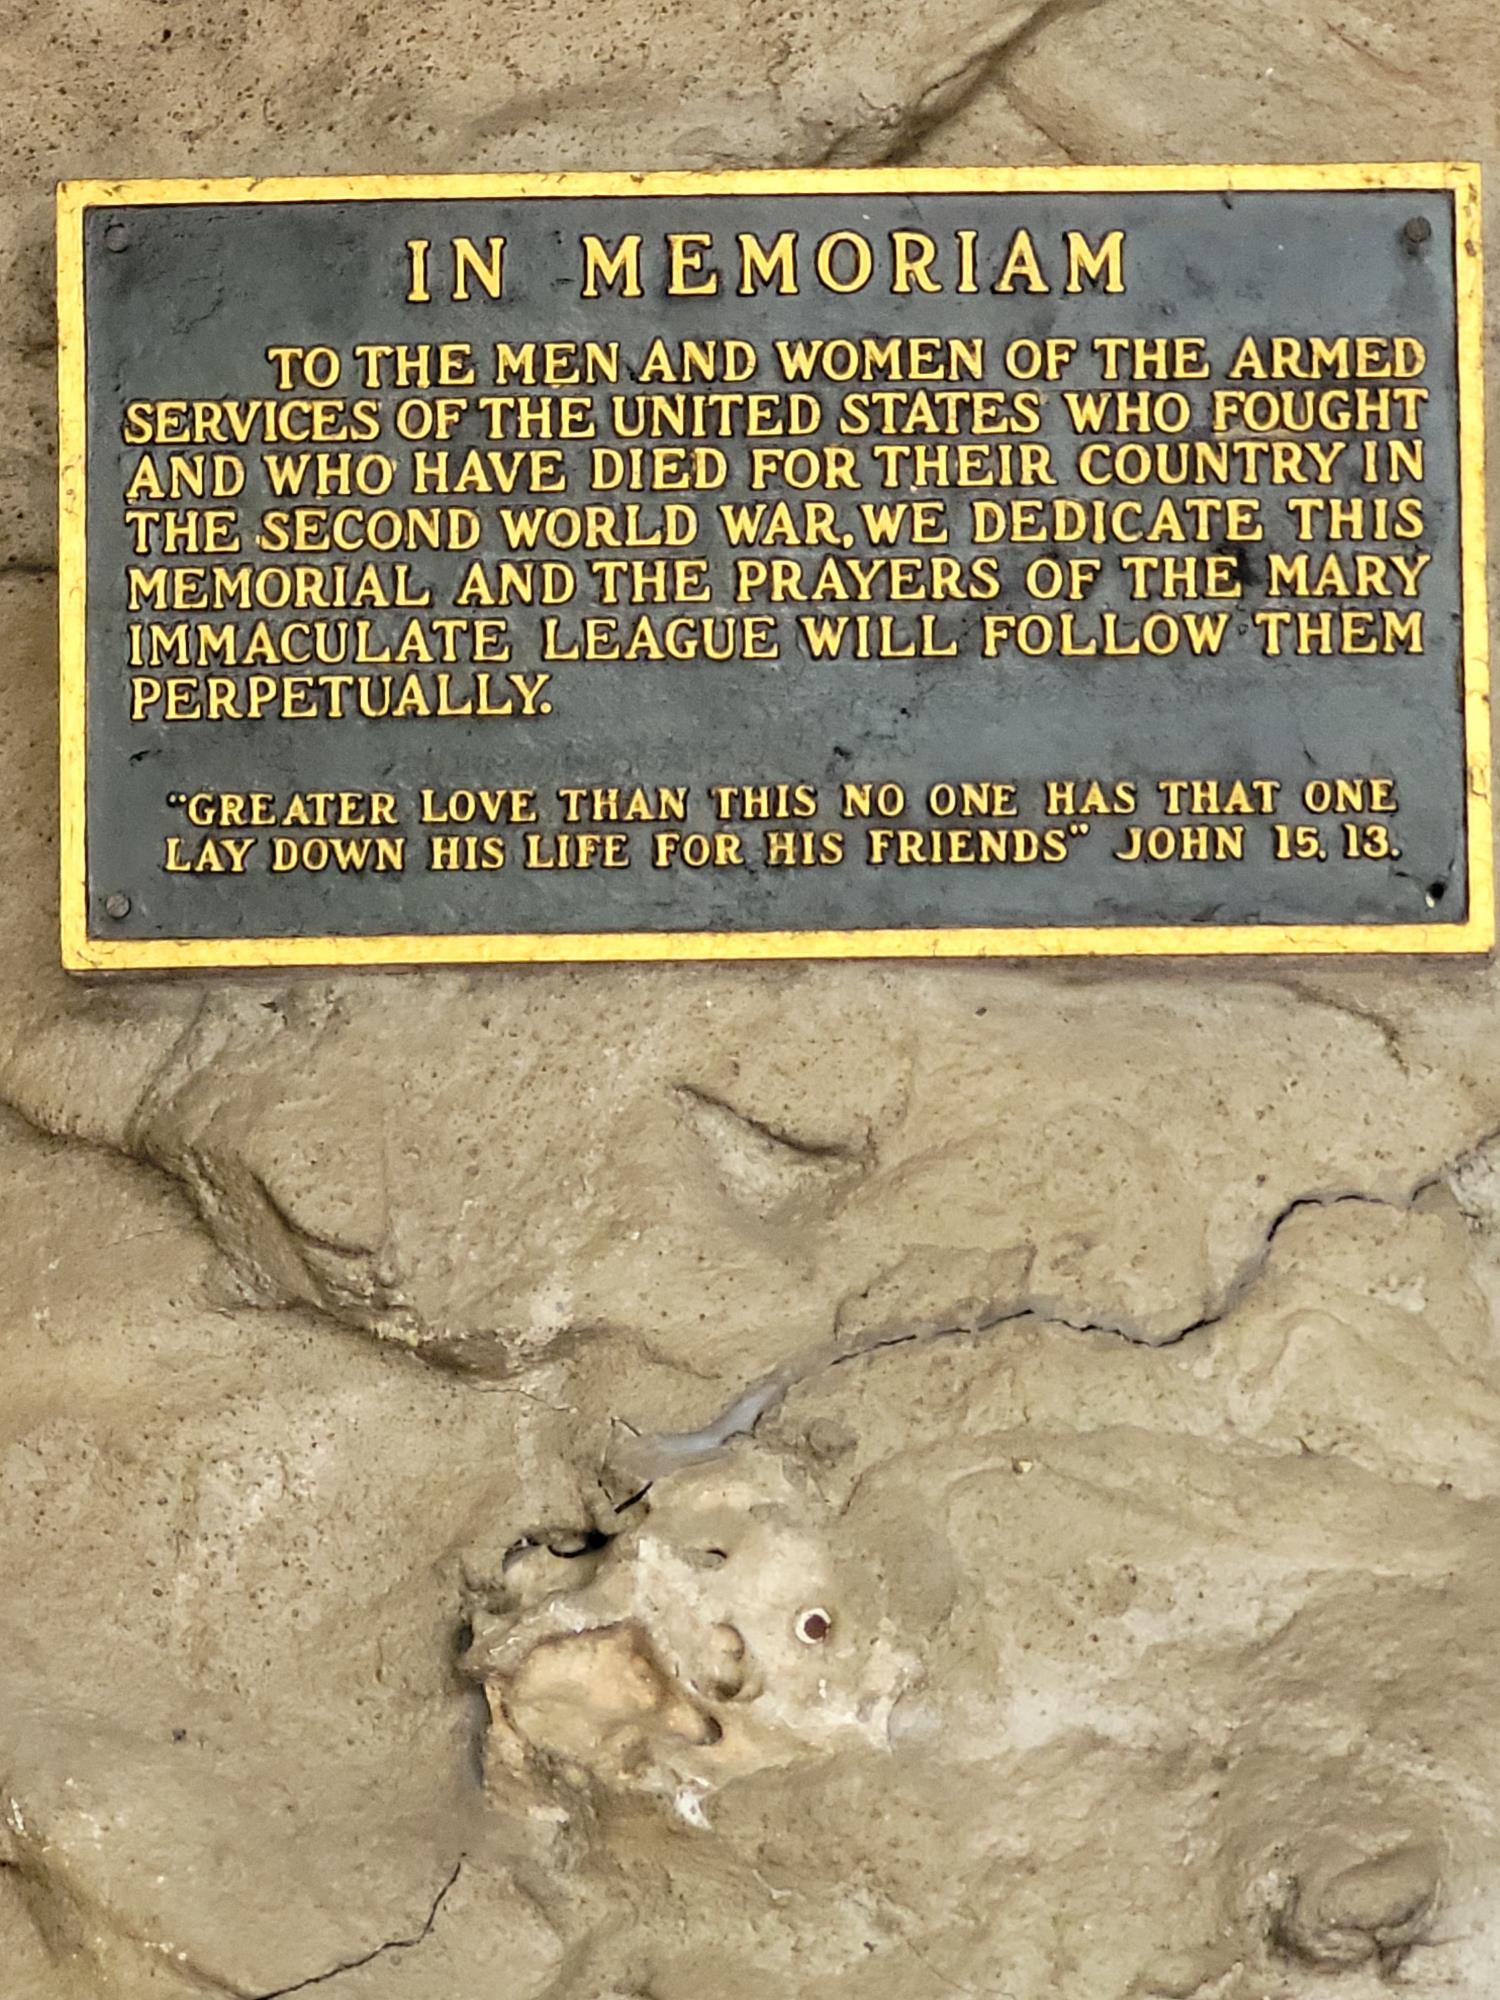 IN MEMORIAM
TO THE MEN AND WOMEN OF THE ARMED
SERVICES OF THE UNITED STATES WHO FOUGHT
AND WHO HAVE DIED FOR THEIR COUNTRY IN
THE SECOND WORLD WAR, WE DEDICATE THIS
MEMORIAL AND THE PRAYERS OF THE MARY
IMMACULATE LEAGUE WILL FOLLOW THEM
PERPETUALLY.
"GREATER LOVE THAN THIS NO ONE HAS THAT ONE
LAY DOWN HIS LIFE FOR HIS FRIENDS" JOHN 15. 13.